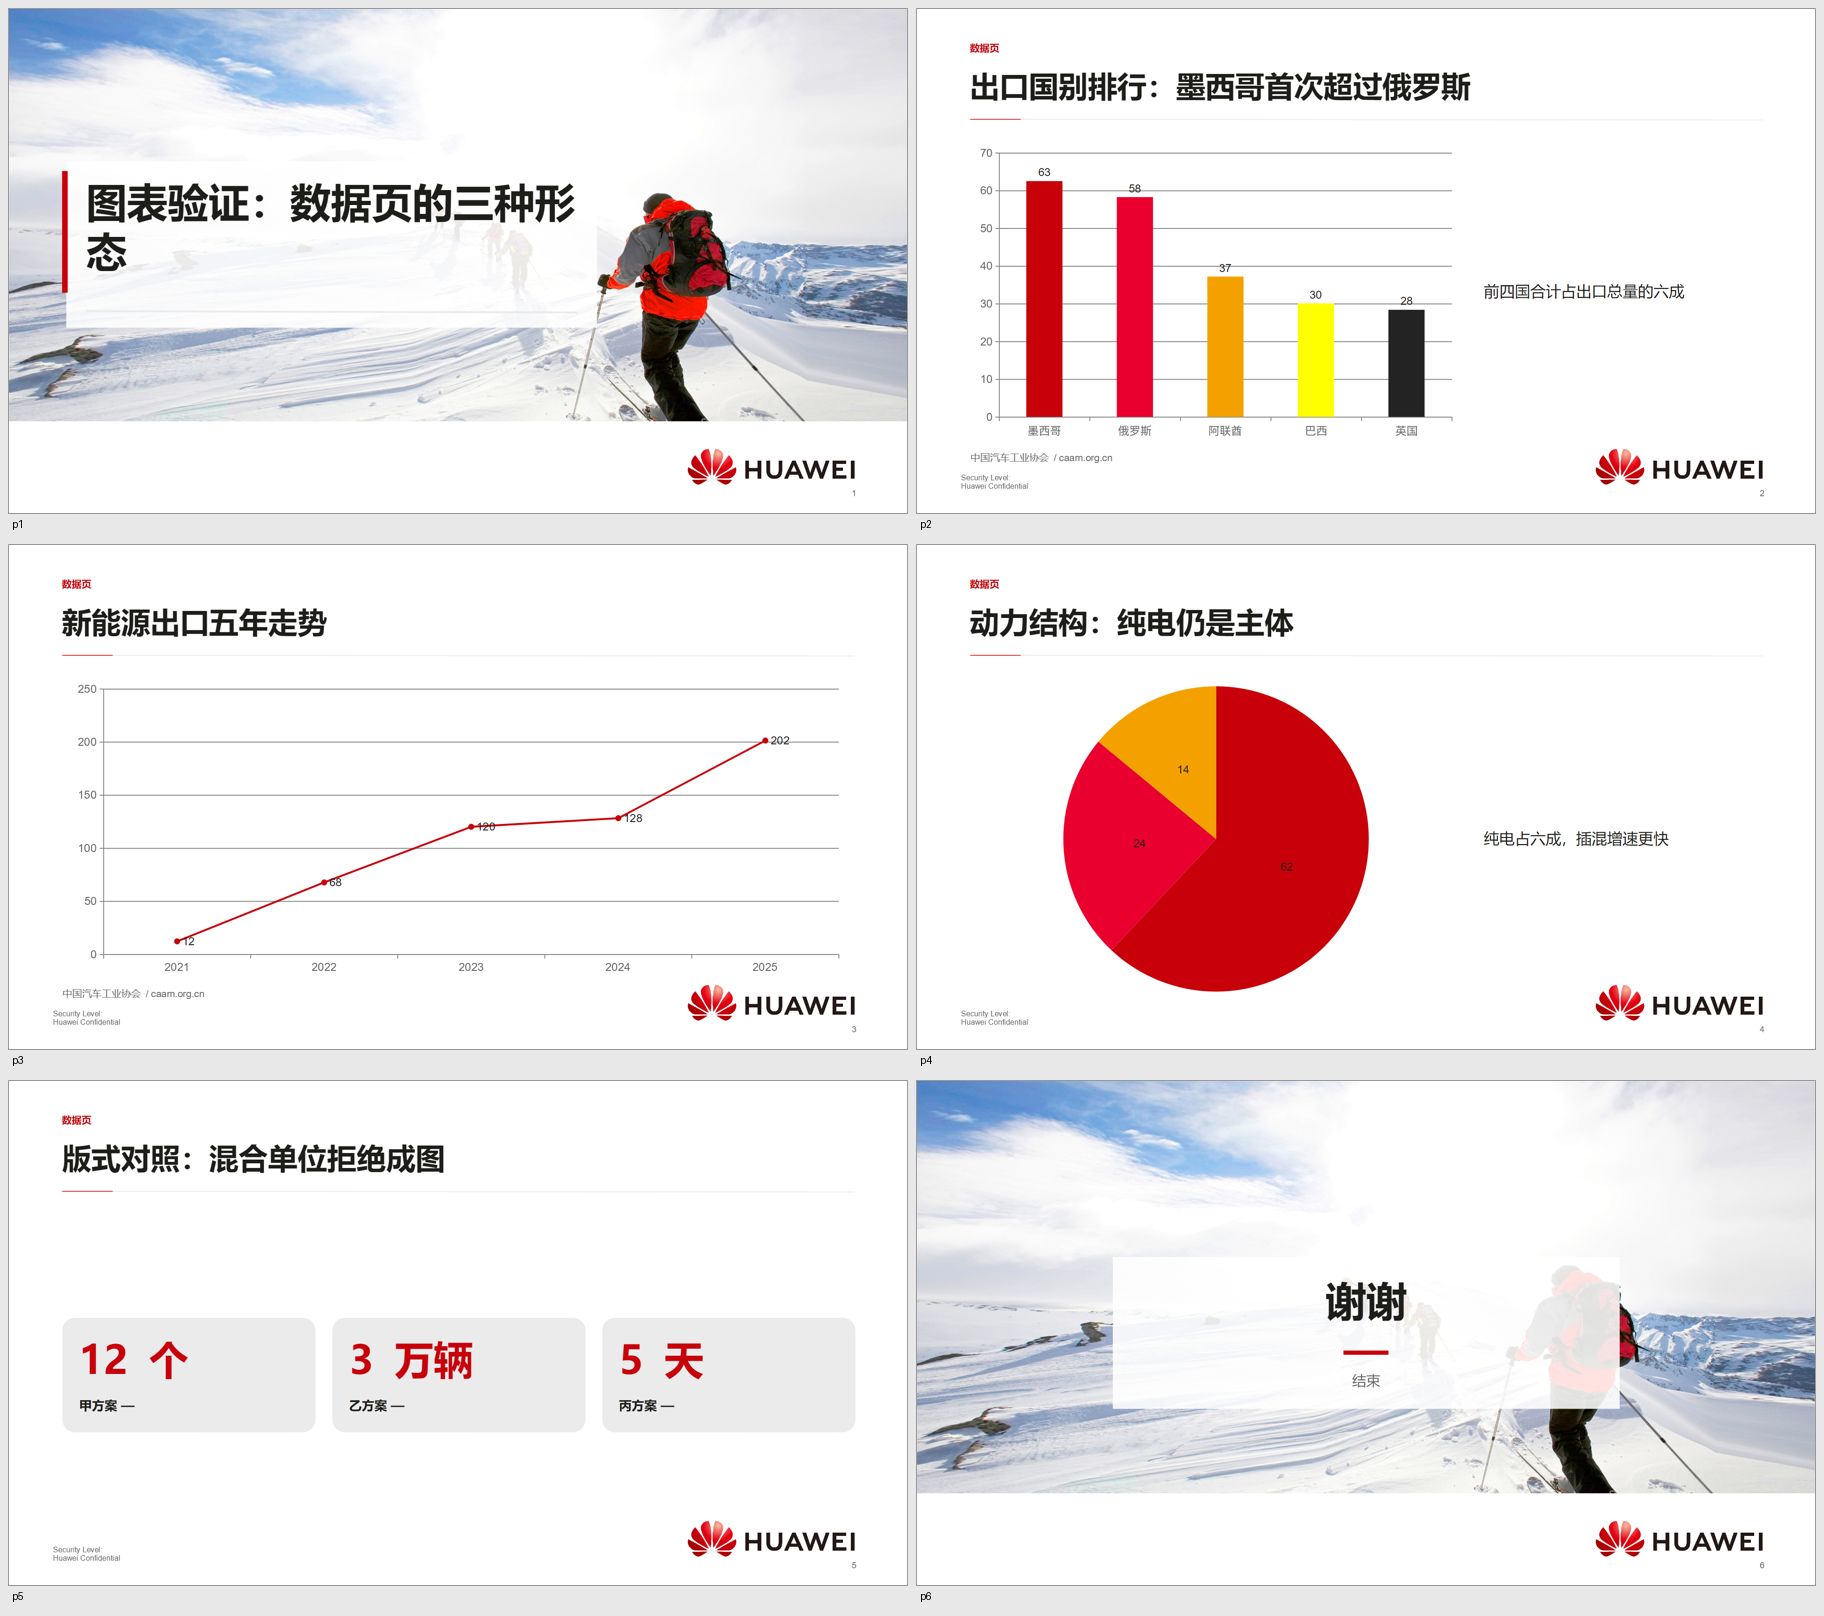 图表验证：数据页的三种形
态
HUAWEI
1
p1
数据页
出口国别排行：墨西哥首次超过俄罗斯
70
60
50
40
30
20
10
0
63
58
37
30
28
墨西哥 俄罗斯 阿联酋 巴西 英国
前四国合计占出口总量的六成
中国汽车工业协会 / caam.org.cn
Security Level:
Huawei Confidential
HUAWEI
2
p2
数据页
新能源出口五年走势
250
200
150
100
50
0
12
68
120
128
202
2021 2022 2023 2024 2025
中国汽车工业协会 / caam.org.cn
Security Level:
Huawei Confidential
HUAWEI
3
p3
数据页
动力结构：纯电仍是主体
14
24
62
纯电占六成，插混增速更快
Security Level:
Huawei Confidential
HUAWEI
4
p4
数据页
版式对照：混合单位拒绝成图
12 个
甲方案 —
3 万辆
乙方案 —
5 天
丙方案 —
Security Level:
Huawei Confidential
HUAWEI
5
p5
谢谢
结束
HUAWEI
6
p6